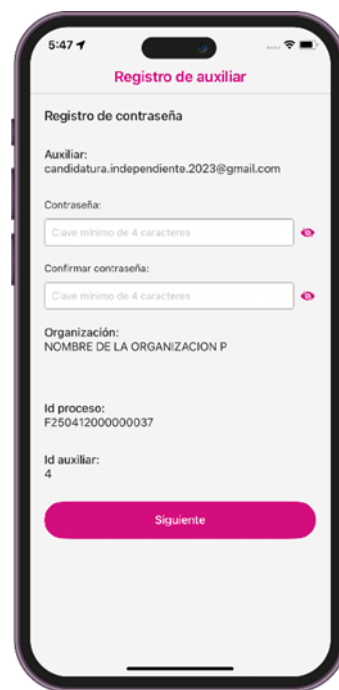 5:47
Registro de auxiliar
Registro de contraseña
Auxiliar:
candidatura.independiente.2023@gmail.com
Contraseña:
Clave mínimo de 4 caracteres
Confirmar contraseña:
Clave mínimo de 4 caracteres
Organización:
NOMBRE DE LA ORGANIZACION P
Id proceso:
F250412000000037
Id auxiliar:
4
Siguiente